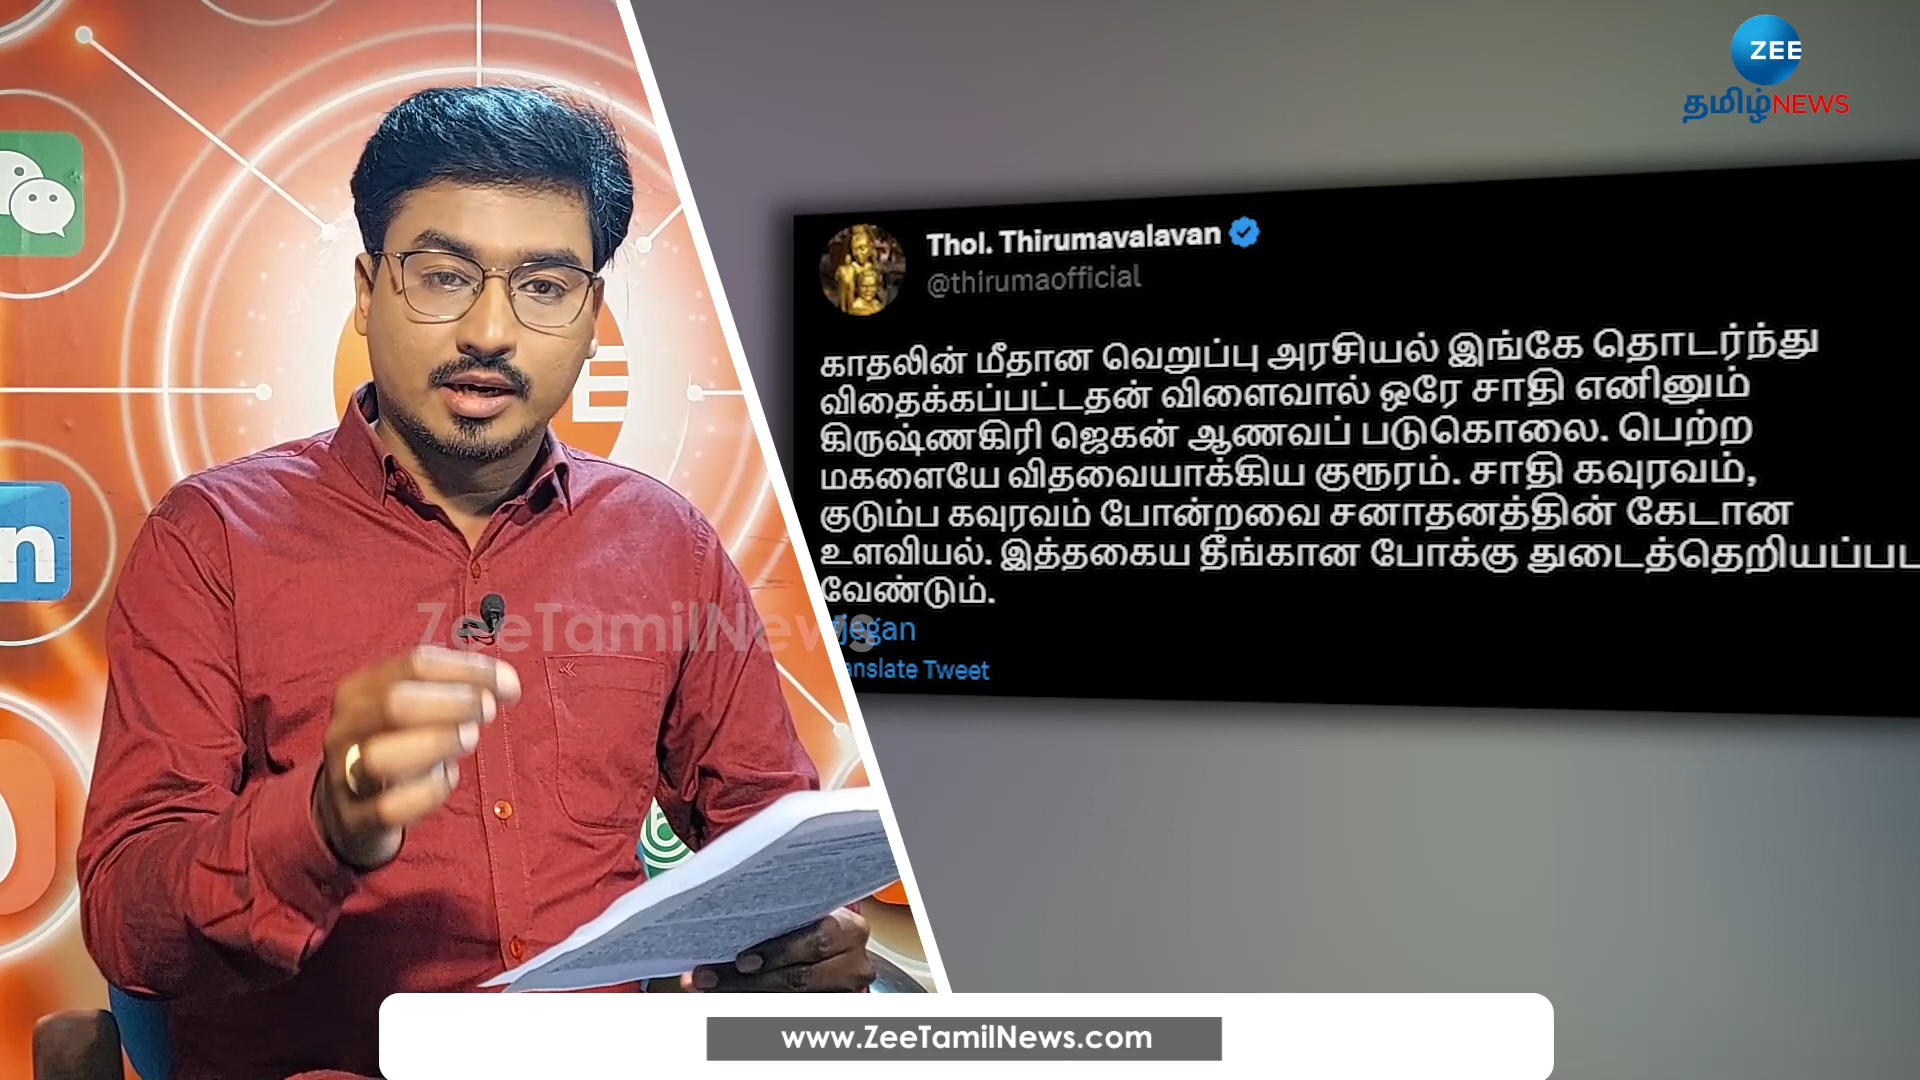 ZEE
தமிழ்NEWS
Thol. Thirumavalavan
@thirumaofficial
காதலின் மீதான வெறுப்பு அரசியல் இங்கே தொடர்ந்து
விதைக்கப்பட்டதன் விளைவால் ஒரே சாதி எனினும்
கிருஷ்ணகிரி ஜெகன் ஆணவப் படுகொலை. பெற்ற
மகளையே விதவையாக்கிய குரூரம். சாதி கவுரவம்,
குடும்ப கவுரவம் போன்றவை சனாதனத்தின் கேடான
உளவியல். இத்தகைய தீங்கான போக்கு துடைத்தெறியப்பட
வேண்டும்.
jegan
anslate Tweet
ZeeTamilNews
www.ZeeTamilNews.com